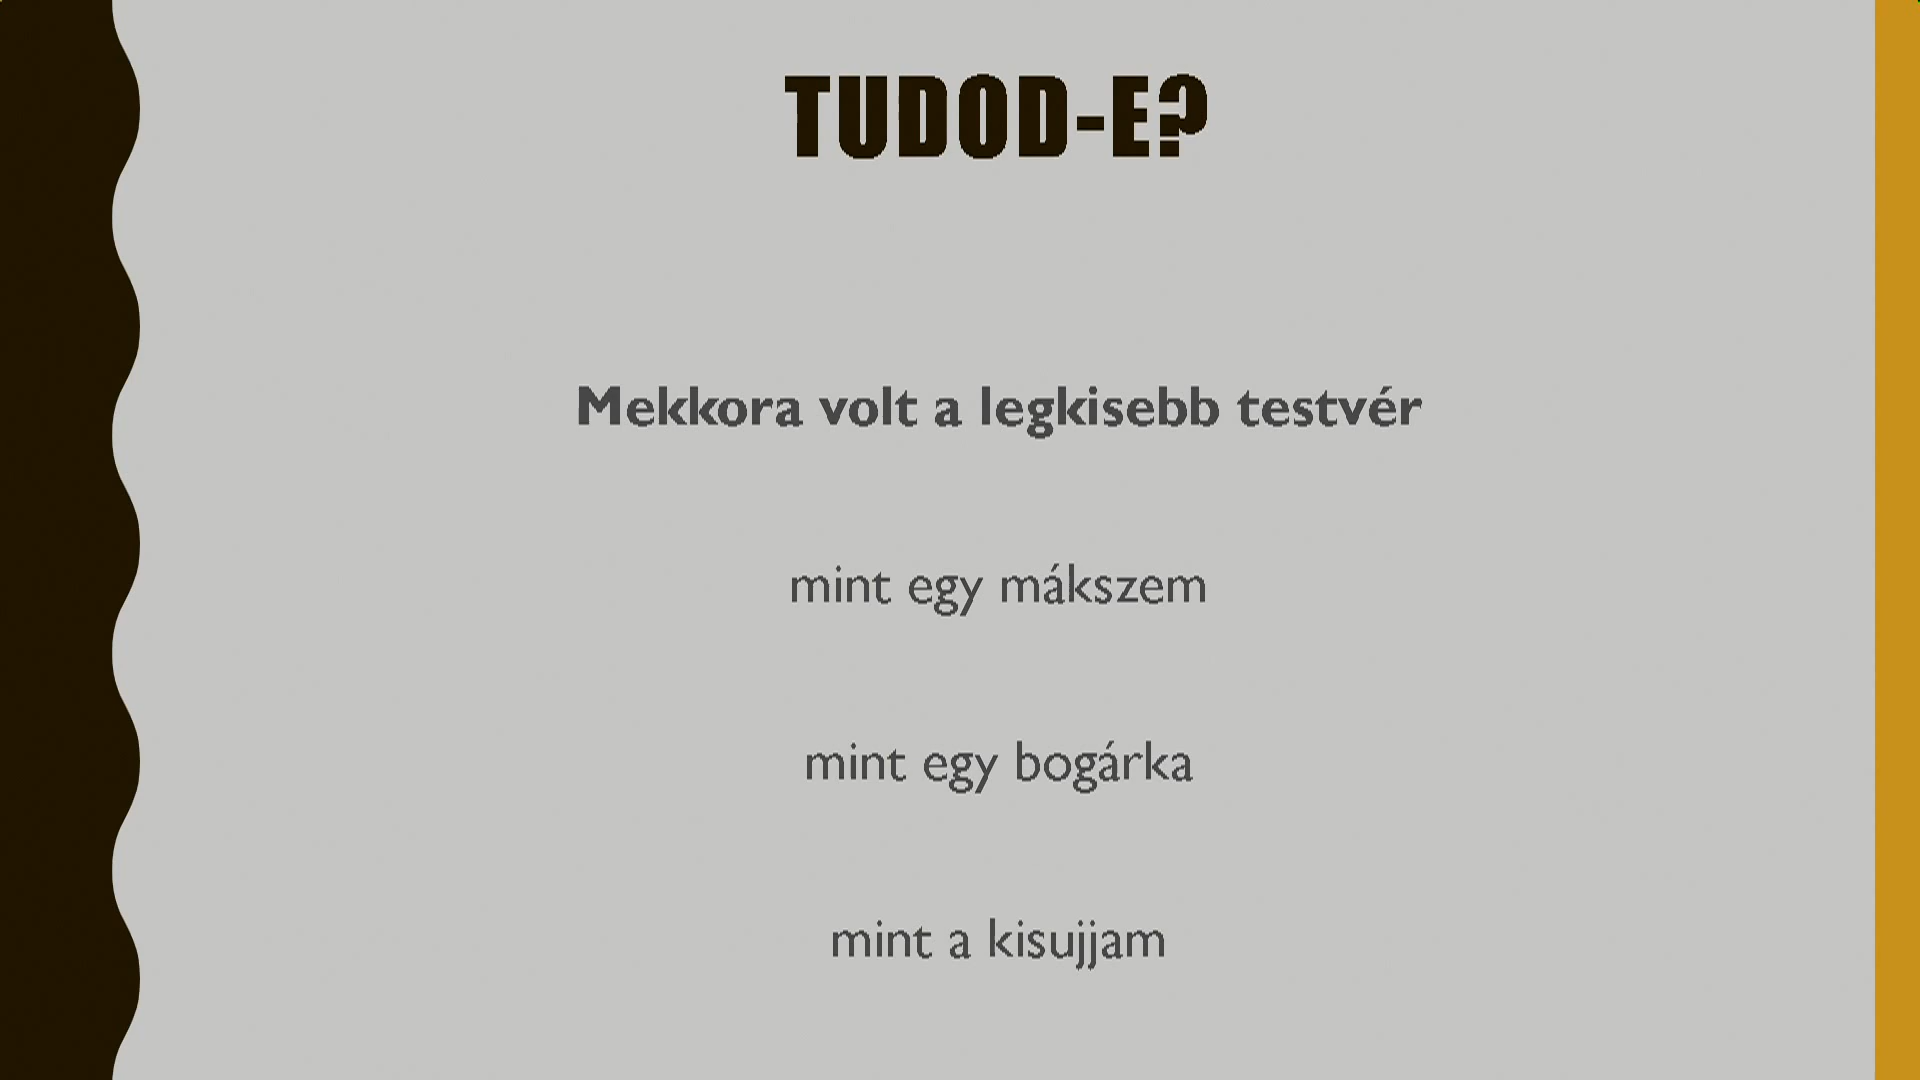 TUDOD-E?
Mekkora volt a legkisebb testvér
mint egy mákszem
mint egy bogárka
mint a kisujjam